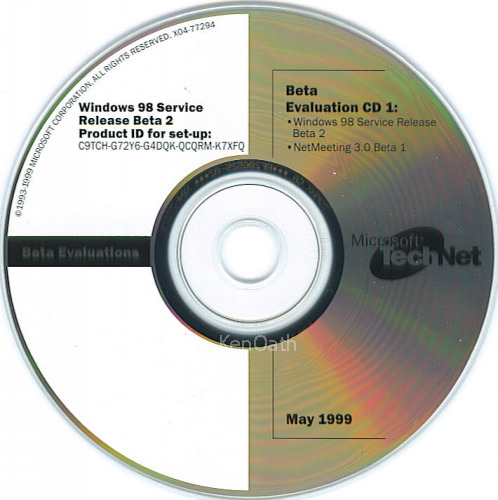 ©1993-1999 MICROSOFT CORPORATION. ALL RIGHTS RESERVED. X04-77294
Windows 98 Service
Release Beta 2
Product ID for set-up:
C9TCH-G72Y6-G4DQK-QCQRM-K7XFQ
Beta
Evaluation CD 1:
• Windows 98 Service Release
Beta 2
• NetMeeting 3.0 Beta 1
Beta Evaluations
Microsoft
TechNet
KenOath
May 1999